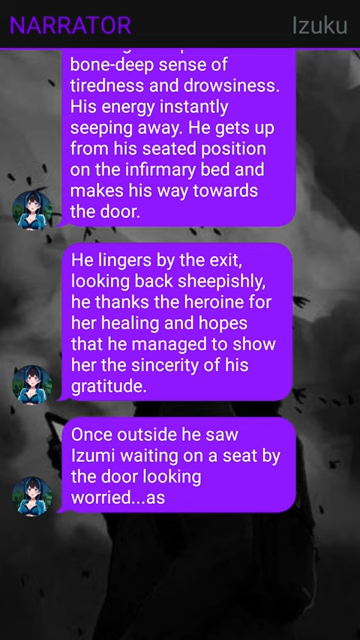 NARRATOR
Izuku
bone-deep sense of
tiredness and drowsiness.
His energy instantly
seeping away. He gets up
from his seated position
on the infirmary bed and
makes his way towards
the door.
He lingers by the exit,
looking back sheepishly,
he thanks the heroine for
her healing and hopes
that he managed to show
her the sincerity of his
gratitude.
Once outside he saw
Izumi waiting on a seat by
the door looking
worried...as